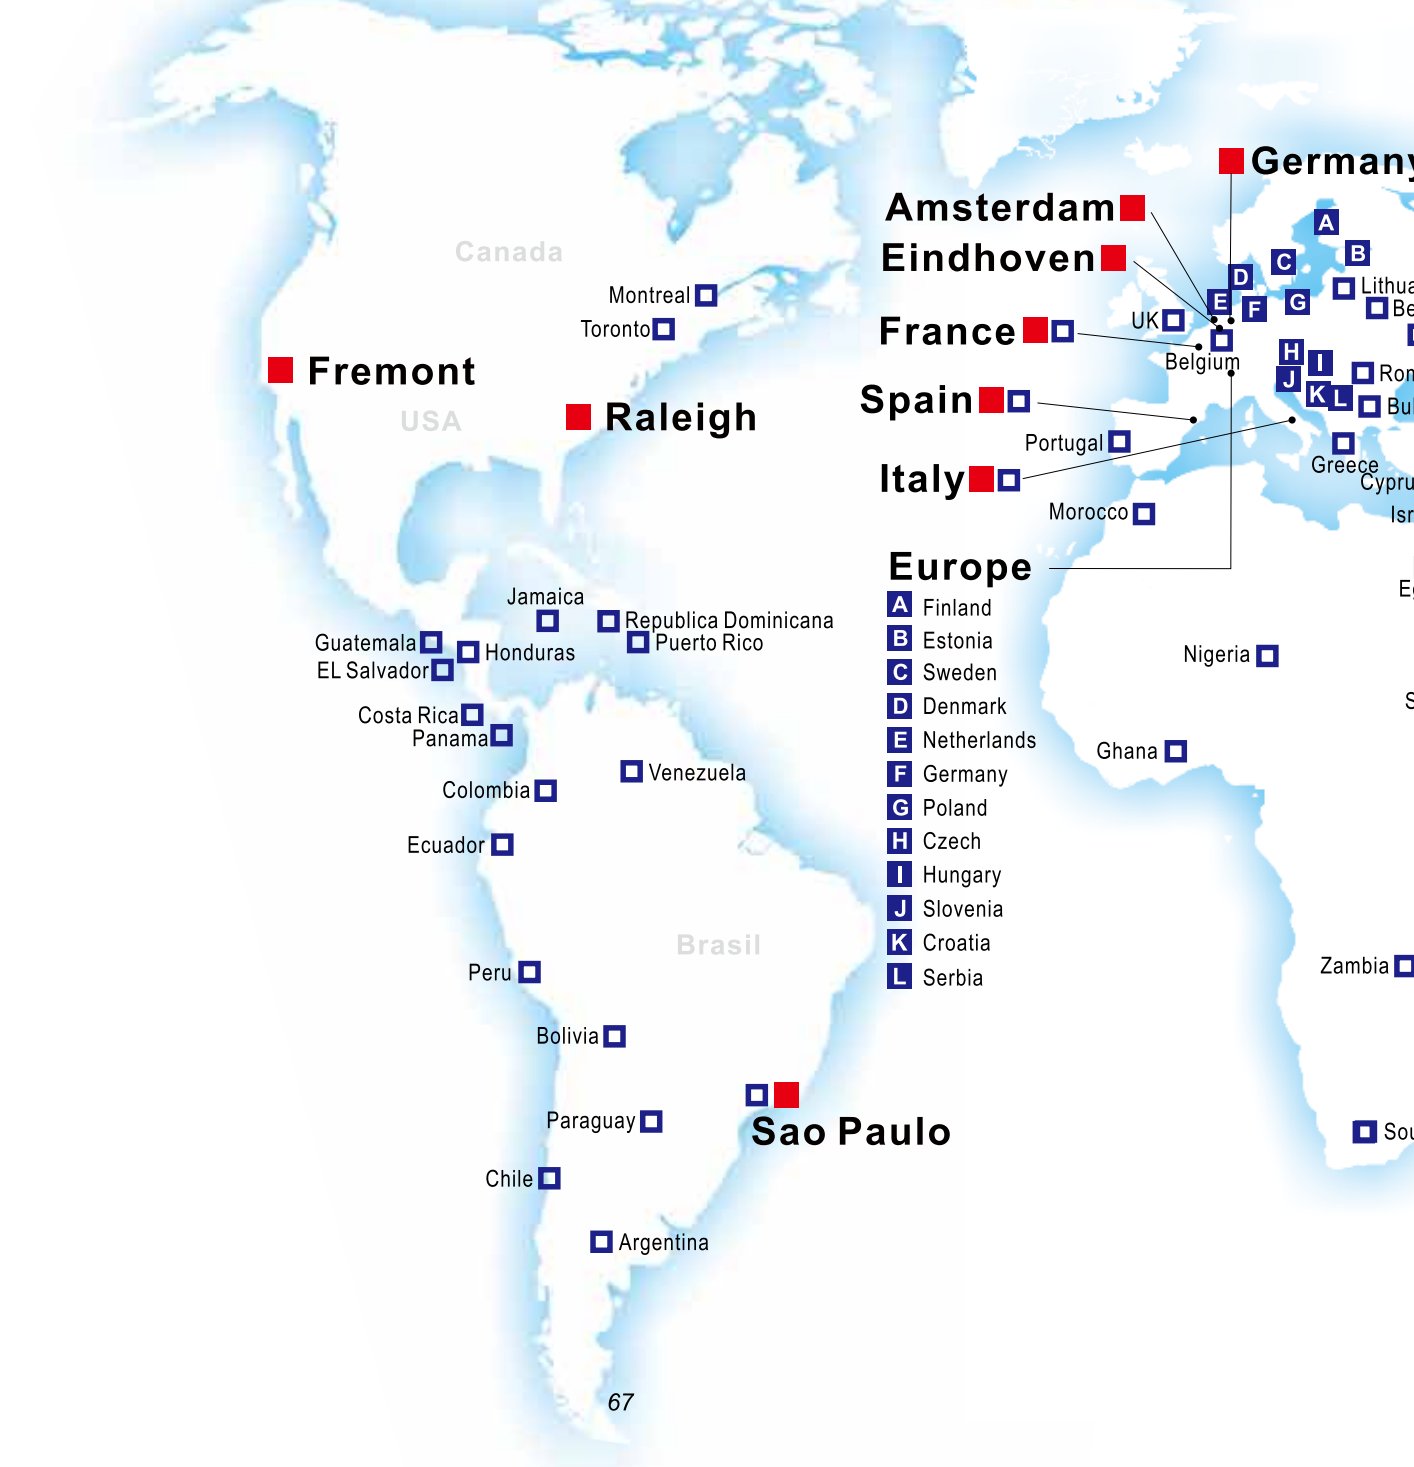 Germany
Amsterdam
Eindhoven
Canada
A
B
C
D
E
F
G
Montreal
Toronto
UK
France
Belgium
H
I
J
K
L
Fremont
Raleigh
USA
Spain
Portugal
Italy
Greece
Morocco
Europe
A Finland
B Estonia
C Sweden
D Denmark
E Netherlands
F Germany
G Poland
H Czech
I Hungary
J Slovenia
K Croatia
L Serbia
Jamaica
Republica Dominicana
Puerto Rico
Guatemala
Honduras
EL Salvador
Costa Rica
Panama
Colombia
Venezuela
Ecuador
Nigeria
Ghana
Brasil
Peru
Zambia
Bolivia
Paraguay
Sao Paulo
Chile
Argentina
67